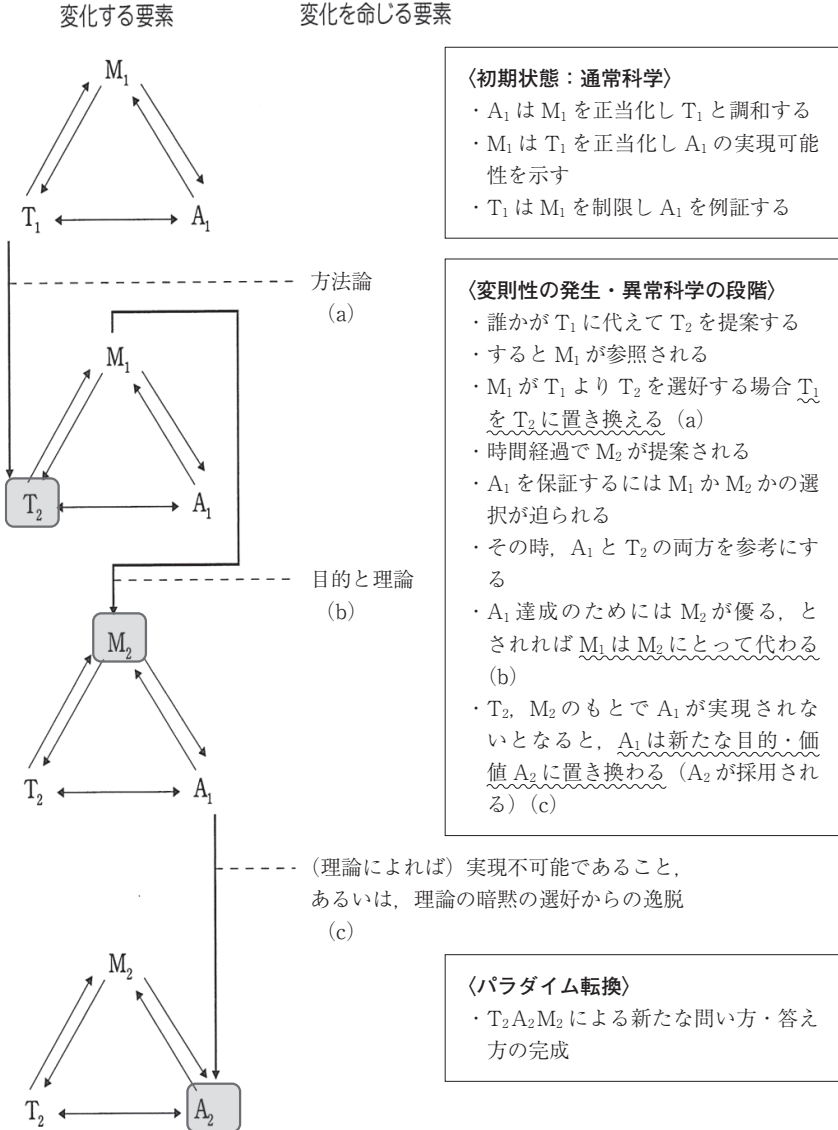 変化する要素
変化を命じる要素
M₁
T₁
A₁
〈初期状態:通常科学〉
・A₁ は M₁ を正当化し T₁ と調和する
・M₁ は T₁ を正当化し A₁ の実現可能
性を示す
・T₁ は M₁ を制限し A₁ を例証する
方法論
(a)
M₁
T₂
A₁
〈変則性の発生・異常科学の段階〉
・誰かが T₁ に代えて T₂ を提案する
・すると M₁ が参照される
・M₁ が T₁ より T₂ を選好する場合 T₁
を T₂ に置き換える (a)
・時間経過で M₂ が提案される
・A₁ を保証するには M₁ か M₂ かの選
択が迫られる
・その時,A₁ と T₂ の両方を参考にす
る
・A₁ 達成のためには M₂ が優る,と
されれば M₁ は M₂ にとって代わる
(b)
・T₂,M₂ のもとで A₁ が実現されな
いとなると,A₁ は新たな目的・価
値 A₂ に置き換わる(A₂ が採用され
る)(c)
目的と理論
(b)
M₂
T₂
A₁
(理論によれば)実現不可能であること,
あるいは,理論の暗黙の選好からの逸脱
(c)
M₂
T₂
A₂
〈パラダイム転換〉
・T₂A₂M₂ による新たな問い方・答え
方の完成